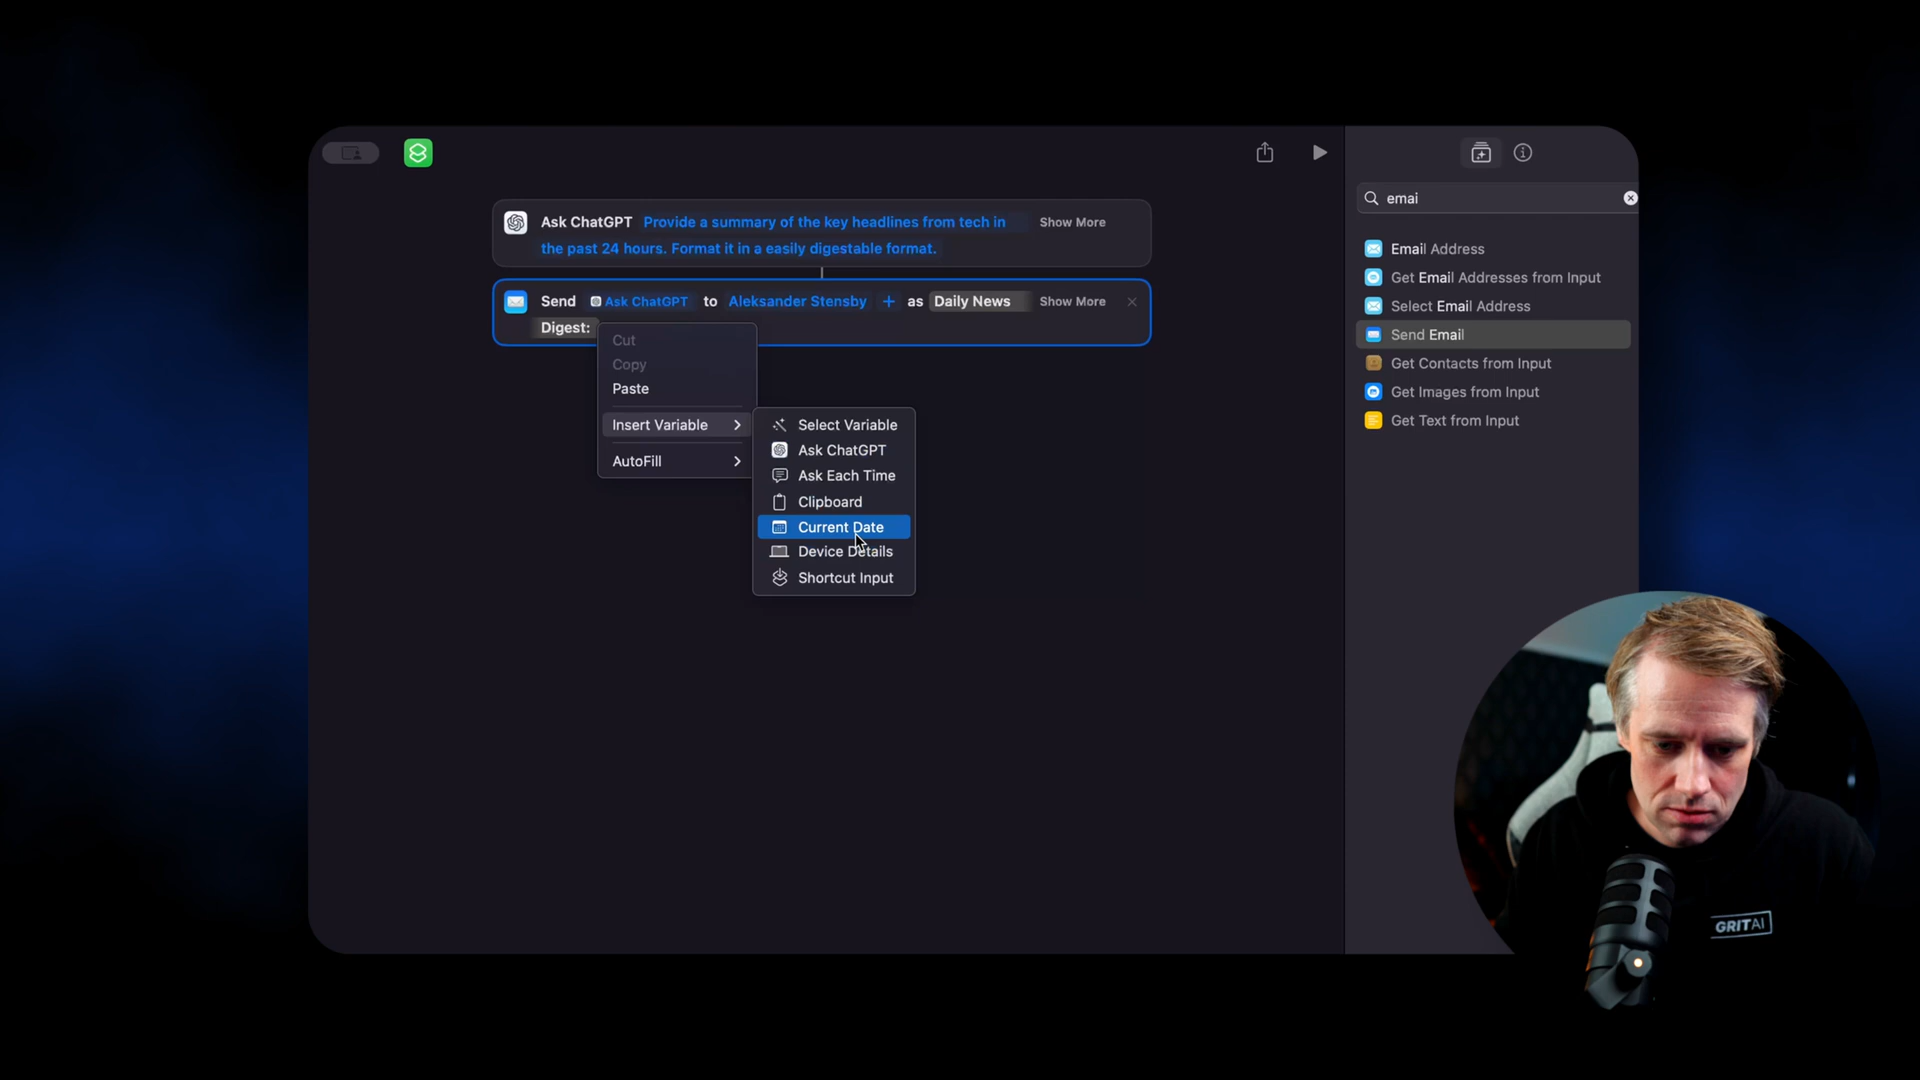 Ask ChatGPT Provide a summary of the key headlines from tech in Show More
the past 24 hours. Format it in a easily digestable format.
Send Ask ChatGPT to Aleksander Stensby + as Daily News Show More
Digest:
Cut
Copy
Paste
Insert Variable
AutoFill
Select Variable
Ask ChatGPT
Ask Each Time
Clipboard
Current Date
Device Details
Shortcut Input
emai
Email Address
Get Email Addresses from Input
Select Email Address
Send Email
Get Contacts from Input
Get Images from Input
Get Text from Input
GRITAI